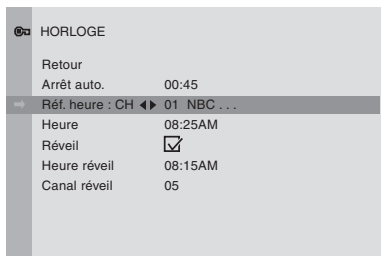 HORLOGE
Retour
Arrêt auto. 00:45
Réf. heure : CH 01 NBC . . .
Heure 08:25AM
Réveil
Heure réveil 08:15AM
Canal réveil 05